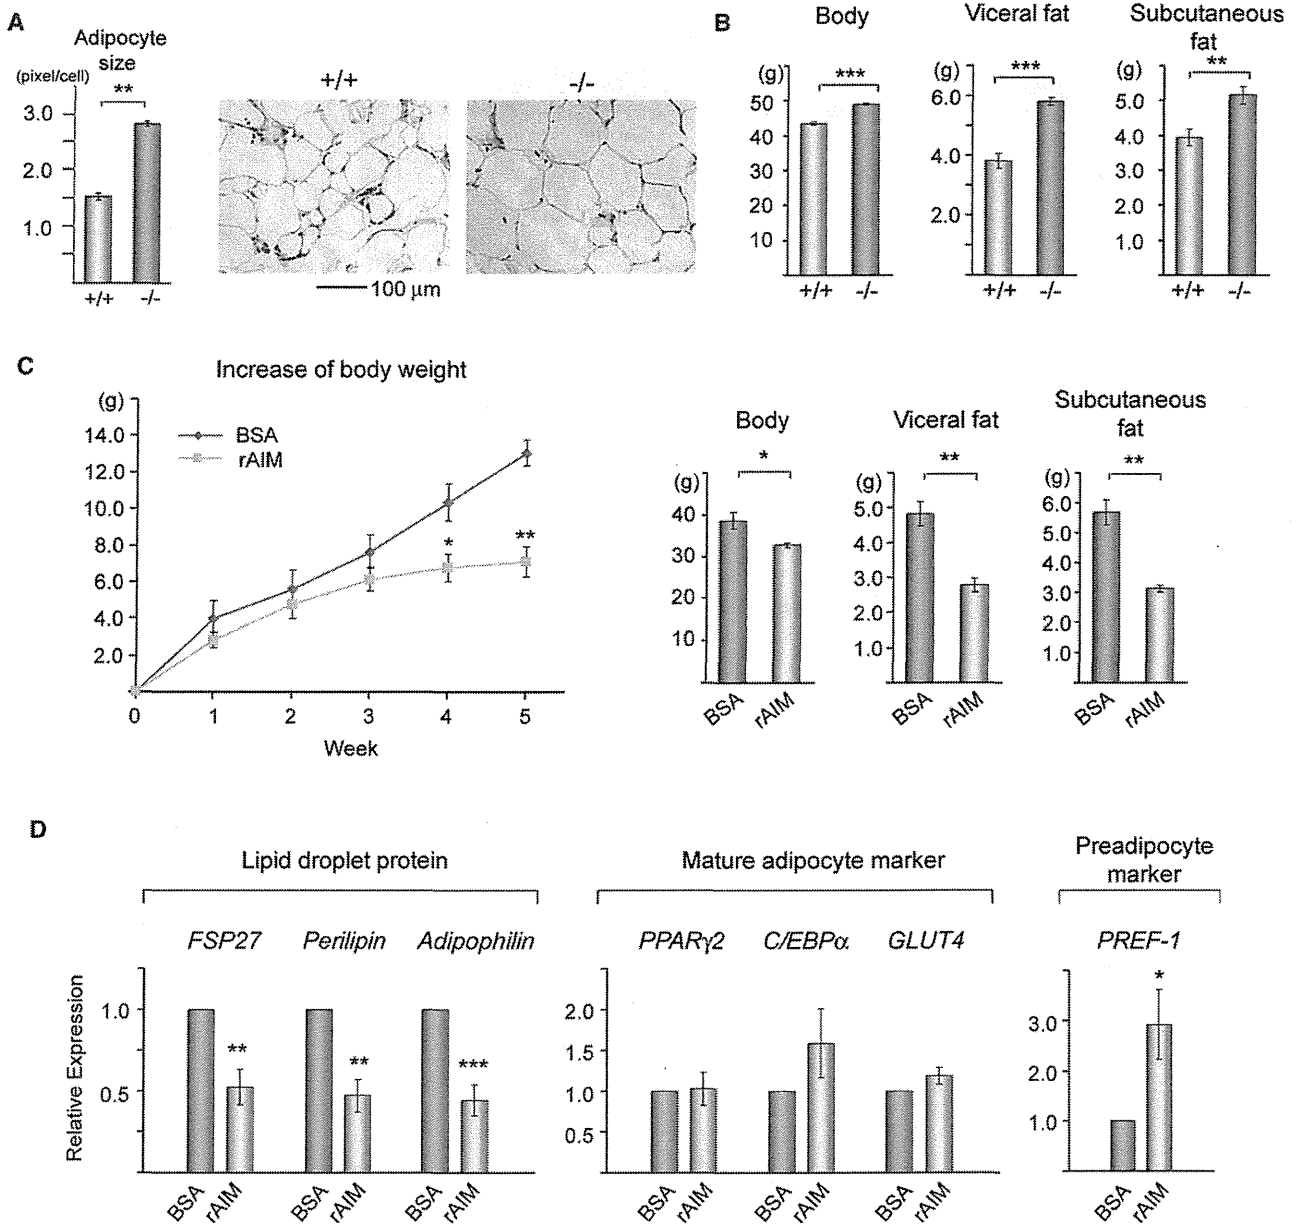 A
Adipocyte
size
(pixel/cell)
**
3.0
2.0
1.0
+/+ -/-
+/+
-/-
100 μm
B
Body
(g)
***
50
40
30
20
10
+/+ -/-
Viceral fat
(g)
***
6.0
4.0
2.0
+/+ -/-
Subcutaneous
fat
(g)
**
5.0
4.0
3.0
2.0
1.0
+/+ -/-
C
Increase of body weight
(g)
14.0
12.0
10.0
8.0
6.0
4.0
2.0
BSA
rAIM
*
**
0 1 2 3 4 5
Week
Body
*
(g)
40
30
20
10
BSA rAIM
Viceral fat
**
(g)
5.0
4.0
3.0
2.0
1.0
BSA rAIM
Subcutaneous
fat
**
(g)
6.0
5.0
4.0
3.0
2.0
1.0
BSA rAIM
D
Lipid droplet protein
FSP27 Perilipin Adipophilin
Relative Expression
1.0
0.5
** ** ***
BSA rAIM BSA rAIM BSA rAIM
Mature adipocyte marker
PPARγ2 C/EBPα GLUT4
2.0
1.5
1.0
0.5
BSA rAIM BSA rAIM BSA rAIM
Preadipocyte
marker
PREF-1
*
3.0
2.0
1.0
BSA rAIM